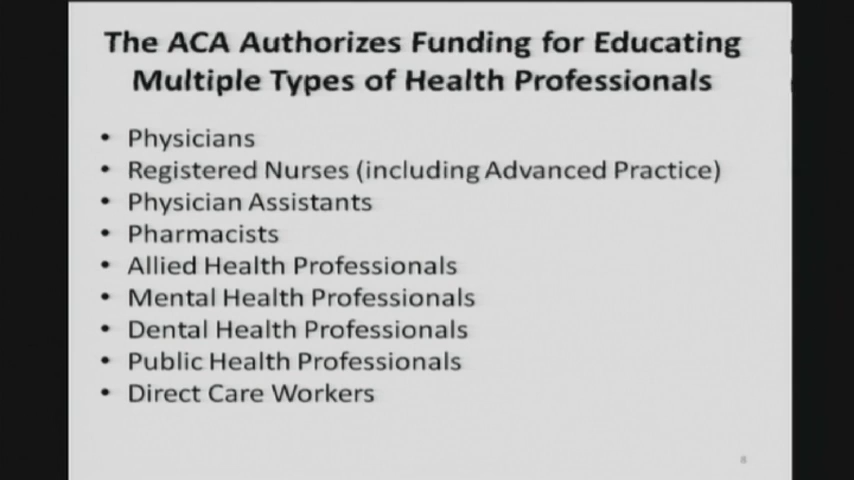 The ACA Authorizes Funding for Educating
Multiple Types of Health Professionals
• Physicians
• Registered Nurses (including Advanced Practice)
• Physician Assistants
• Pharmacists
• Allied Health Professionals
• Mental Health Professionals
• Dental Health Professionals
• Public Health Professionals
• Direct Care Workers
8